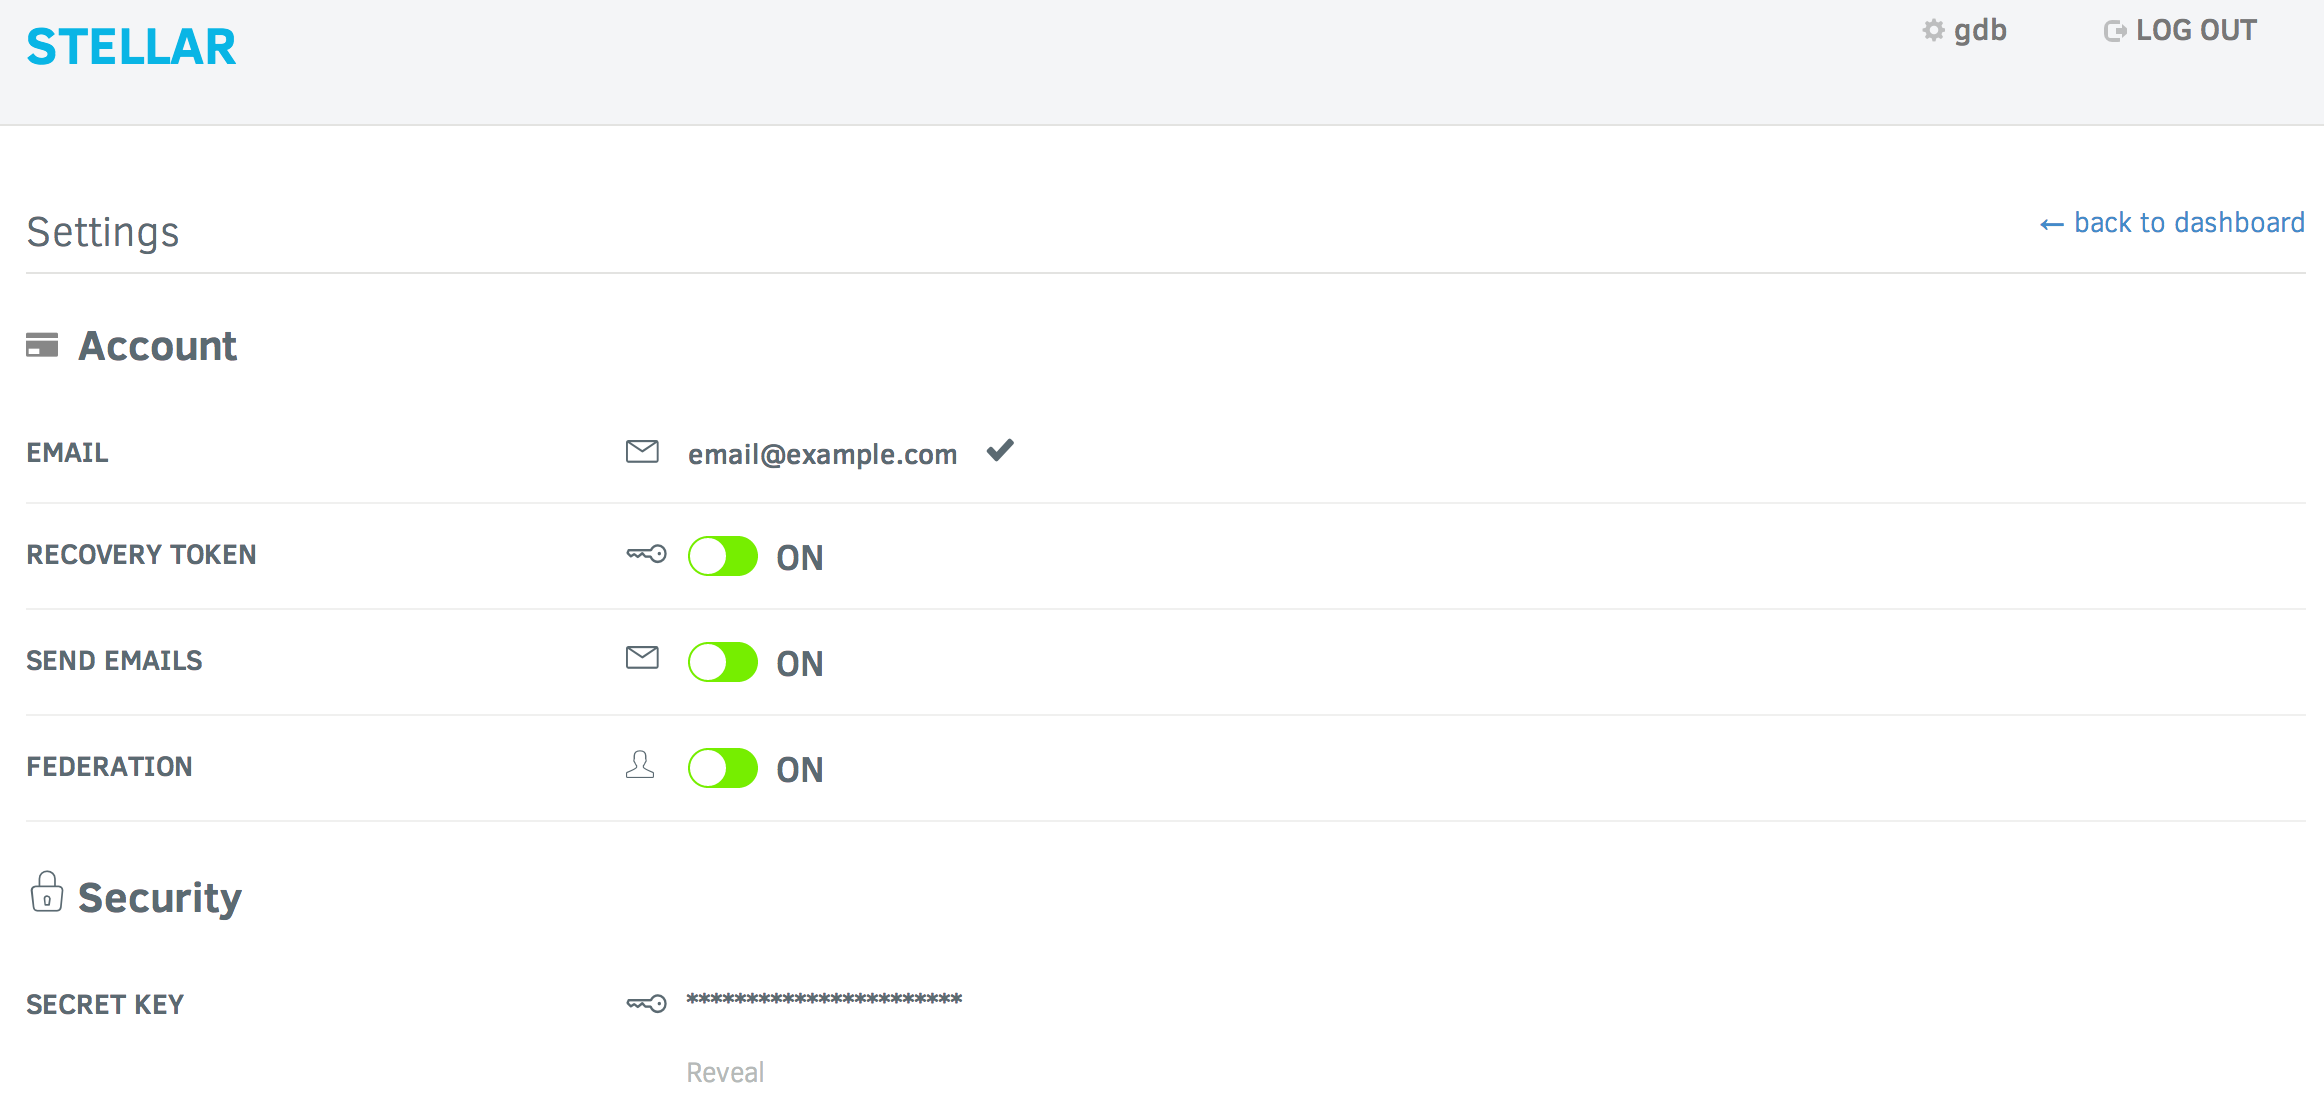 STELLAR
gdb
LOG OUT
Settings
← back to dashboard
Account
EMAIL
email@example.com
RECOVERY TOKEN
ON
SEND EMAILS
ON
FEDERATION
ON
Security
SECRET KEY
***********************
Reveal